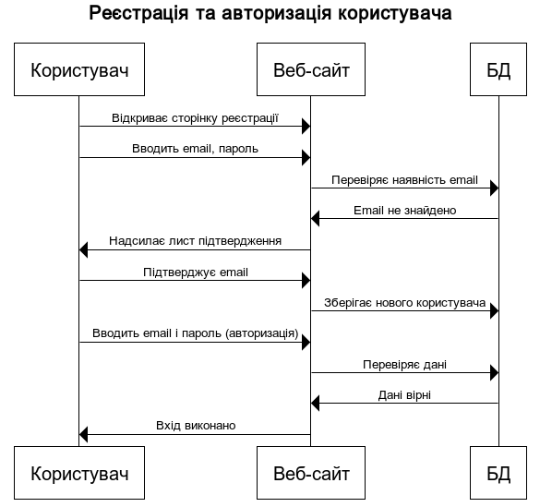 Реєстрація та авторизація користувача
Користувач Веб-сайт БД
Відкриває сторінку реєстрації
Вводить email, пароль
Перевіряє наявність email
Email не знайдено
Надсилає лист підтвердження
Підтверджує email
Зберігає нового користувача
Вводить email і пароль (авторизація)
Перевіряє дані
Дані вірні
Вхід виконано
Користувач Веб-сайт БД